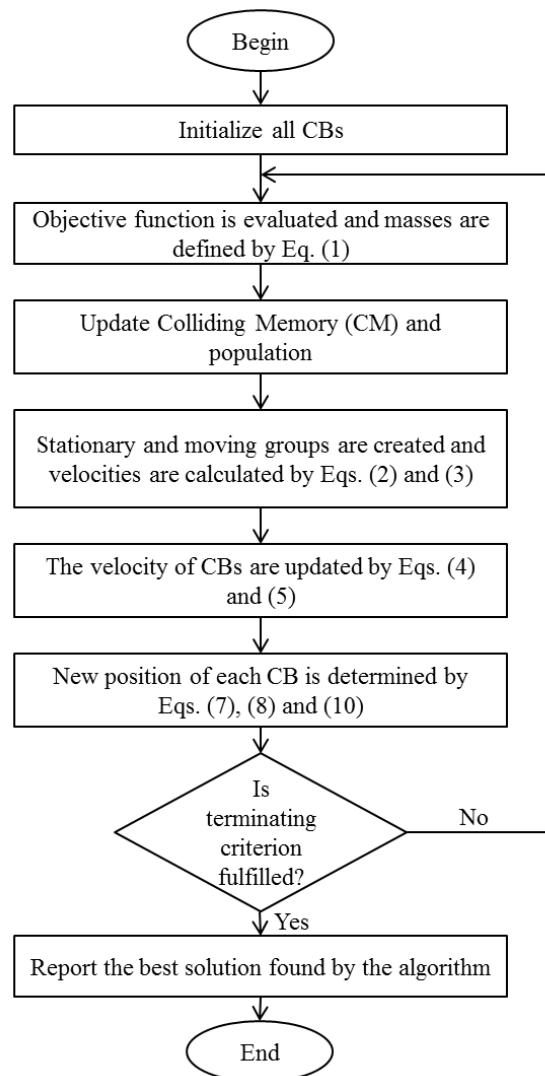 Begin
Initialize all CBs
Objective function is evaluated and masses are
defined by Eq. (1)
Update Colliding Memory (CM) and
population
Stationary and moving groups are created and
velocities are calculated by Eqs. (2) and (3)
The velocity of CBs are updated by Eqs. (4)
and (5)
New position of each CB is determined by
Eqs. (7), (8) and (10)
Is
terminating
criterion
fulfilled?
No
Yes
Report the best solution found by the algorithm
End